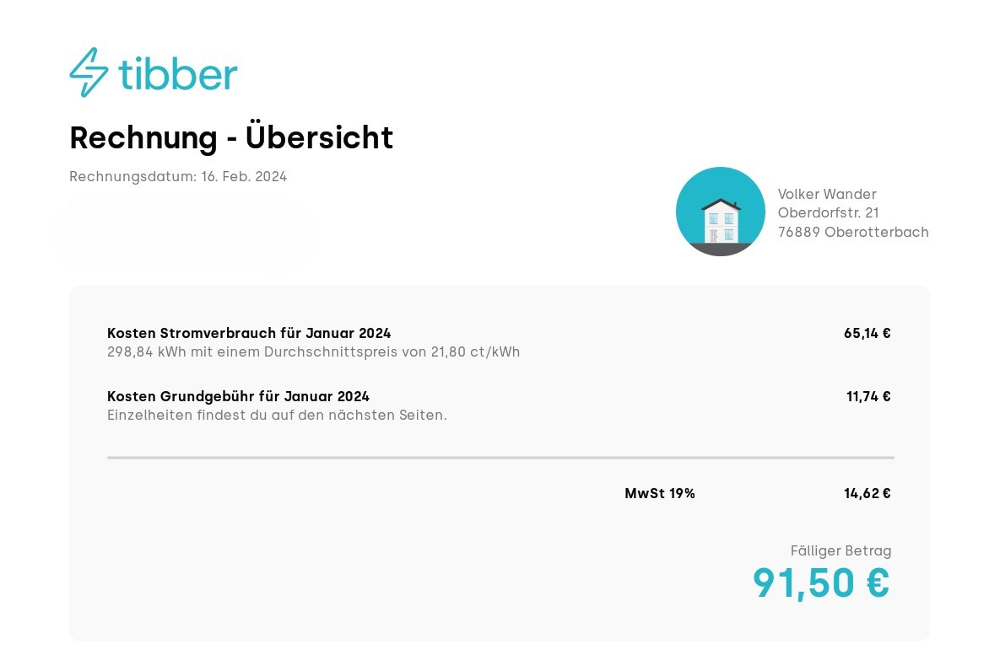 tibber
Rechnung - Übersicht
Rechnungsdatum: 16. Feb. 2024
Volker Wander
Oberdorfstr. 21
76889 Oberotterbach
Kosten Stromverbrauch für Januar 2024 65,14 €
298,84 kWh mit einem Durchschnittspreis von 21,80 ct/kWh
Kosten Grundgebühr für Januar 2024 11,74 €
Einzelheiten findest du auf den nächsten Seiten.
MwSt 19% 14,62 €
Fälliger Betrag
91,50 €